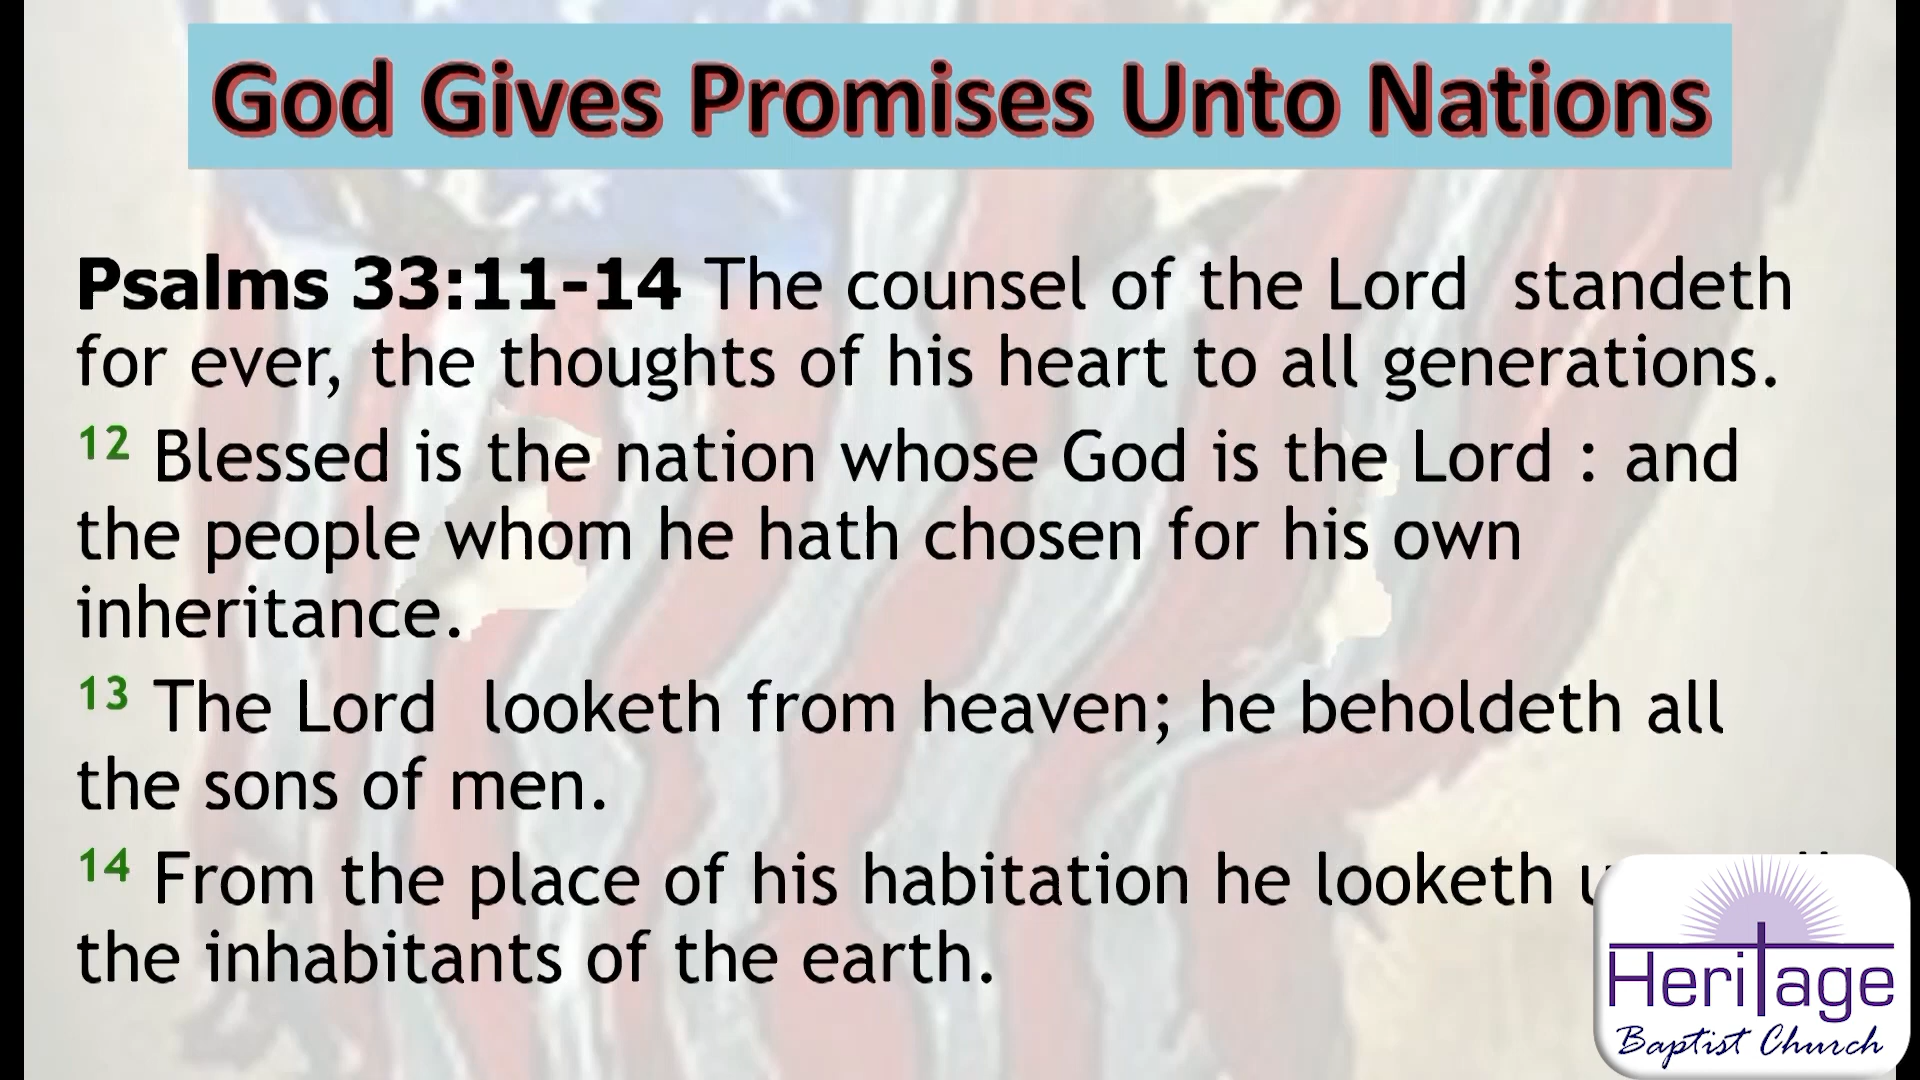 God Gives Promises Unto Nations
Psalms 33:11-14 The counsel of the Lord standeth
for ever, the thoughts of his heart to all generations.
12 Blessed is the nation whose God is the Lord : and
the people whom he hath chosen for his own
inheritance.
13 The Lord looketh from heaven; he beholdeth all
the sons of men.
14 From the place of his habitation he looketh
the inhabitants of the earth.
Heritage
Baptist Church